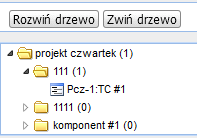 Rozwiń drzewo Zwiń drzewo
projekt czwartek (1)
111 (1)
Pcz-1:TC #1
1111 (0)
komponent #1 (0)